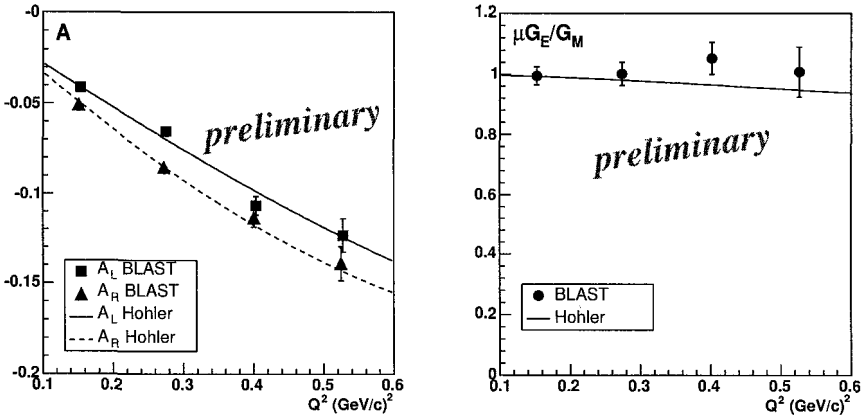 -0
-0.05
-0.1
-0.15
-0.2
A
preliminary
A_L BLAST
A_R BLAST
A_L Hohler
A_R Hohler
0.1 0.2 0.3 0.4 0.5 0.6
Q² (GeV/c)²
1.2
1
0.8
0.6
0.4
0.2
0
μG_E/G_M
preliminary
BLAST
Hohler
0.1 0.2 0.3 0.4 0.5 0.6
Q² (GeV/c)²